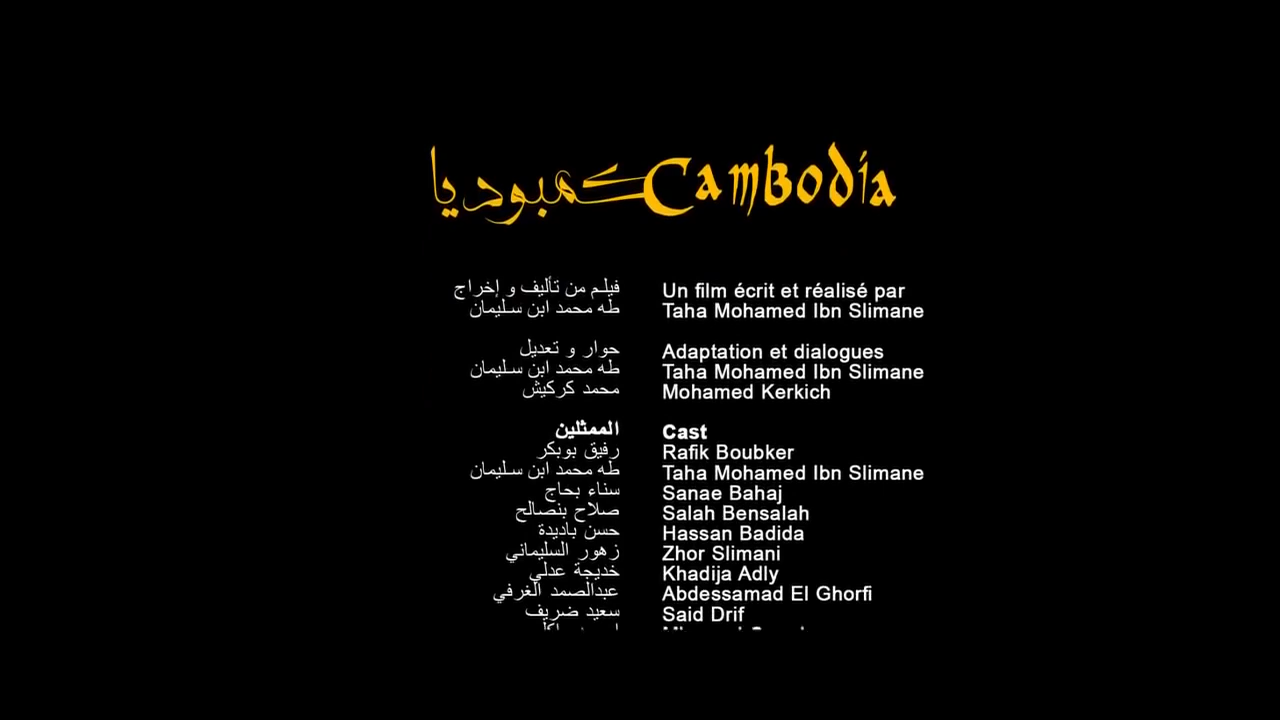 كمبوديا Cambodia
فيلم من تأليف و إخراج Un film écrit et réalisé par
طه محمد ابن سليمان Taha Mohamed Ibn Slimane
حوار و تعديل Adaptation et dialogues
طه محمد ابن سليمان Taha Mohamed Ibn Slimane
محمد كركيش Mohamed Kerkich
الممثلين Cast
رفيق بوبكر Rafik Boubker
طه محمد ابن سليمان Taha Mohamed Ibn Slimane
سناء بحاج Sanae Bahaj
صلاح بنصالح Salah Bensalah
حسن باديدة Hassan Badida
زهور السليماني Zhor Slimani
خديجة عدلي Khadija Adly
عبدالصمد الغرفي Abdessamad El Ghorfi
سعيد ضريف Said Drif